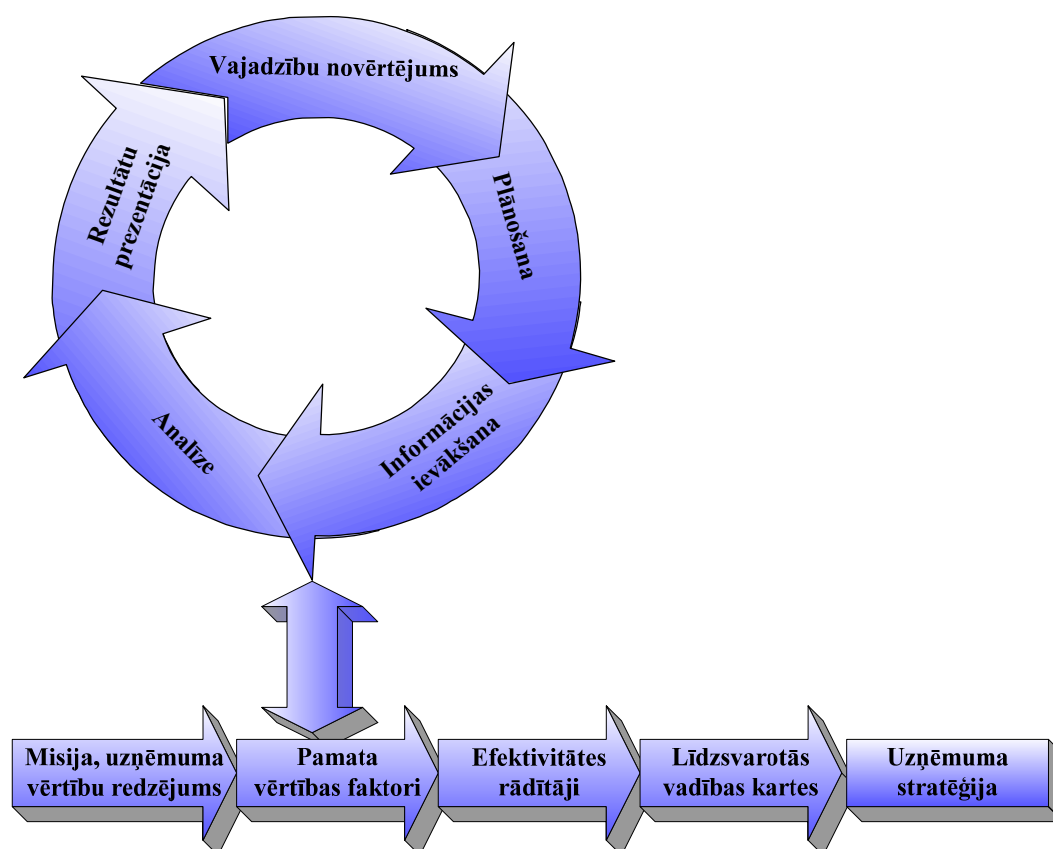 Vajadzību novērtējums
Plānošana
Informācijas
ievākšana
Analīze
Rezultātu
prezentācija
Misija, uzņēmuma
vērtību redzējums
Pamata
vērtības faktori
Efektivitātes
rādītāji
Līdzsvarotās
vadības kartes
Uzņēmuma
stratēģija